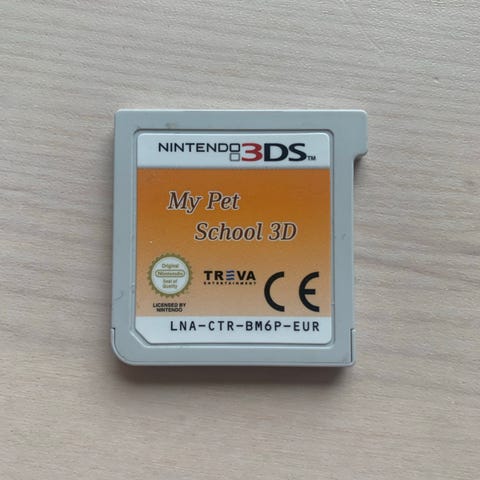 NINTENDO 3DS™
My Pet
School 3D
Original
Nintendo
Seal of
Quality
LICENSED BY
NINTENDO
TREVA
ENTERTAINMENT
CE
LNA-CTR-BM6P-EUR